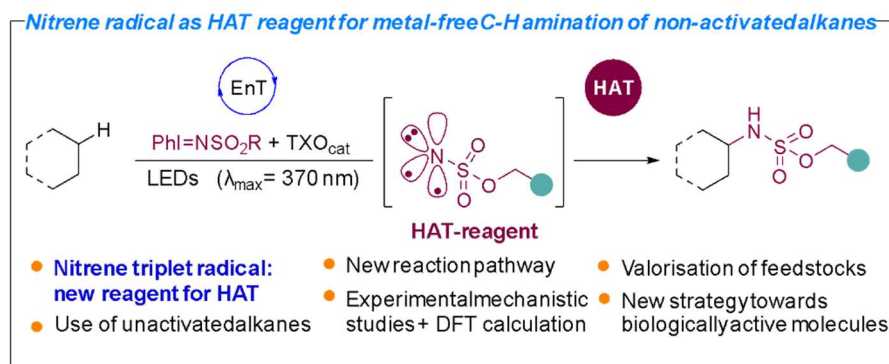 Nitrene radical as HAT reagent for metal-freeC-H amination of non-activatedalkanes
EnT
HAT
H
PhI=NSO₂R + TXOcat
LEDs (λmax = 370 nm)
N
S
O
O
O
HAT-reagent
H
N
S
O
O
O
Nitrene triplet radical:
new reagent for HAT
Use of unactivatedalkanes
New reaction pathway
Experimentalmechanistic
studies+ DFT calculation
Valorisation of feedstocks
New strategytowards
biologicallyactive molecules